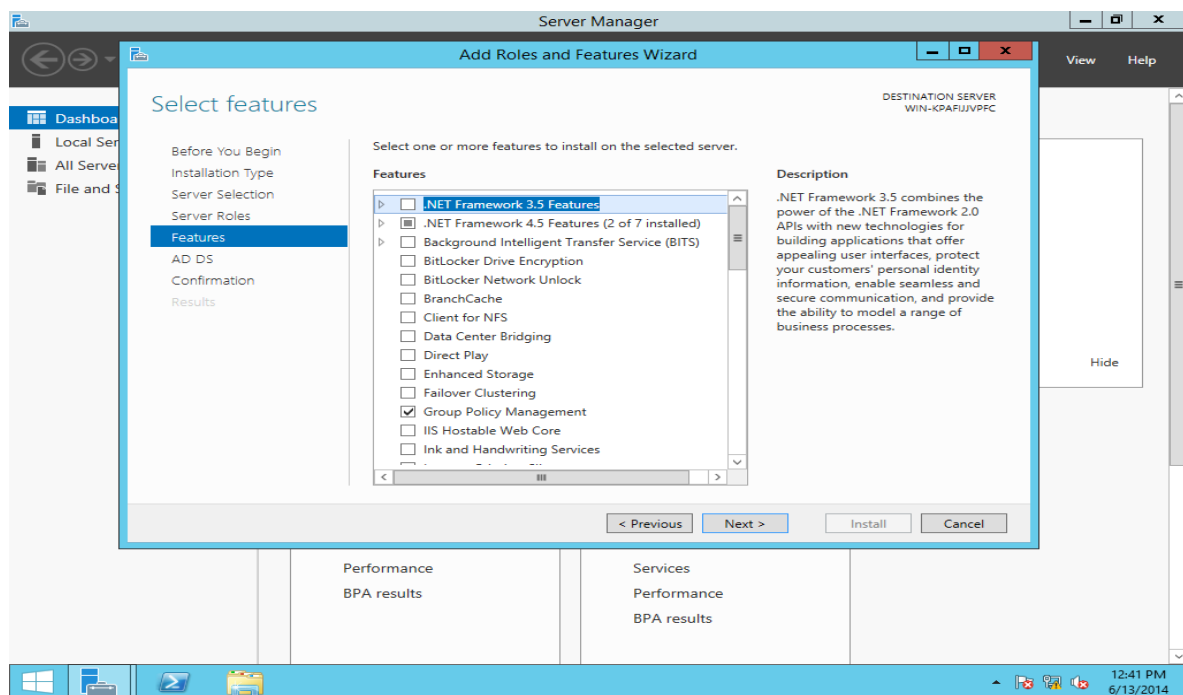 Server Manager
Add Roles and Features Wizard
View Help
Select features
DESTINATION SERVER
WIN-KPAFIJJVPFC
Dashboa
Local Ser
All Server
File and S
Before You Begin
Installation Type
Server Selection
Server Roles
Features
AD DS
Confirmation
Results
Select one or more features to install on the selected server.
Features
.NET Framework 3.5 Features
.NET Framework 4.5 Features (2 of 7 installed)
Background Intelligent Transfer Service (BITS)
BitLocker Drive Encryption
BitLocker Network Unlock
BranchCache
Client for NFS
Data Center Bridging
Direct Play
Enhanced Storage
Failover Clustering
Group Policy Management
IIS Hostable Web Core
Ink and Handwriting Services
Description
.NET Framework 3.5 combines the
power of the .NET Framework 2.0
APIs with new technologies for
building applications that offer
appealing user interfaces, protect
your customers' personal identity
information, enable seamless and
secure communication, and provide
the ability to model a range of
business processes.
Hide
< Previous Next > Install Cancel
Performance
BPA results
Services
Performance
BPA results
12:41 PM
6/13/2014